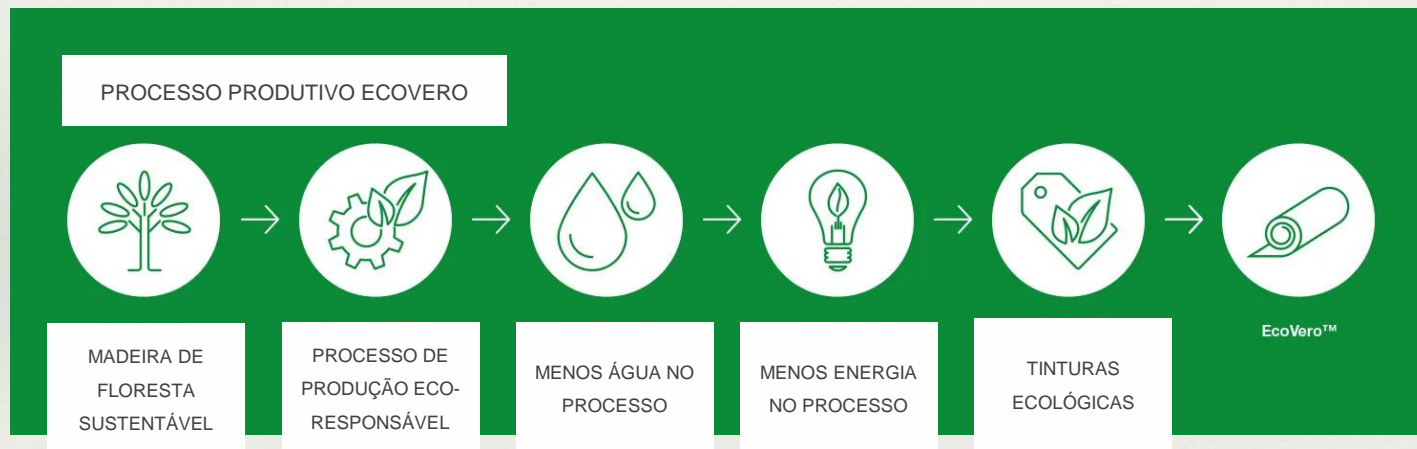 PROCESSO PRODUTIVO ECOVERO
MADEIRA DE
FLORESTA
SUSTENTÁVEL
PROCESSO DE
PRODUÇÃO ECO-
RESPONSÁVEL
MENOS ÁGUA NO
PROCESSO
MENOS ENERGIA
NO PROCESSO
TINTURAS
ECOLÓGICAS
EcoVero™